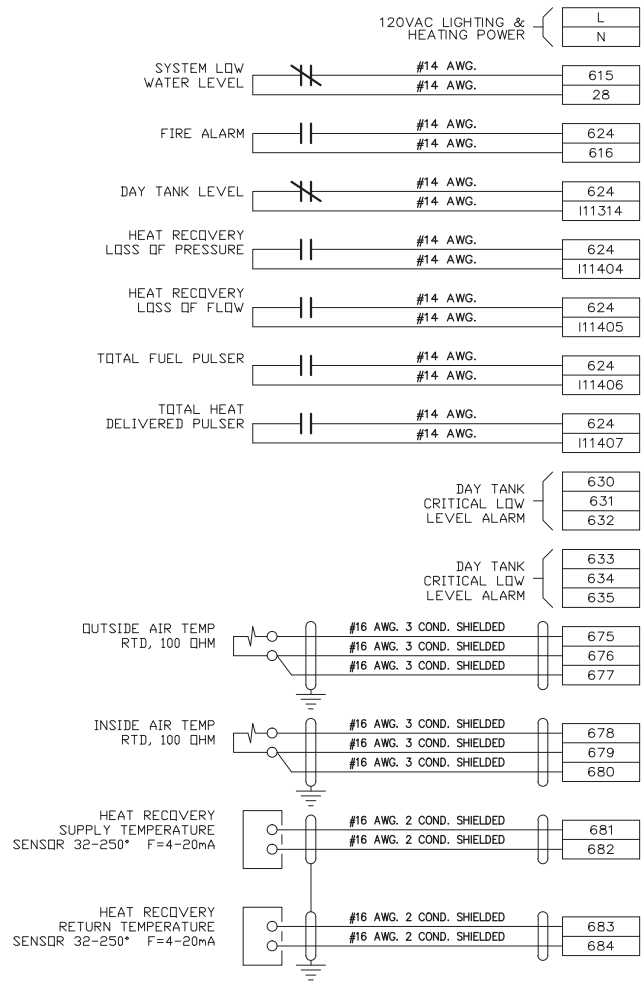 120VAC LIGHTING &
HEATING POWER
L
N
SYSTEM LOW
WATER LEVEL
#14 AWG.
#14 AWG.
615
28
FIRE ALARM
#14 AWG.
#14 AWG.
624
616
DAY TANK LEVEL
#14 AWG.
#14 AWG.
624
I11314
HEAT RECOVERY
LOSS OF PRESSURE
#14 AWG.
#14 AWG.
624
I11404
HEAT RECOVERY
LOSS OF FLOW
#14 AWG.
#14 AWG.
624
I11405
TOTAL FUEL PULSER
#14 AWG.
#14 AWG.
624
I11406
TOTAL HEAT
DELIVERED PULSER
#14 AWG.
#14 AWG.
624
I11407
DAY TANK
CRITICAL LOW
LEVEL ALARM
630
631
632
DAY TANK
CRITICAL LOW
LEVEL ALARM
633
634
635
OUTSIDE AIR TEMP
RTD, 100 OHM
#16 AWG. 3 COND. SHIELDED
#16 AWG. 3 COND. SHIELDED
#16 AWG. 3 COND. SHIELDED
675
676
677
INSIDE AIR TEMP
RTD, 100 OHM
#16 AWG. 3 COND. SHIELDED
#16 AWG. 3 COND. SHIELDED
#16 AWG. 3 COND. SHIELDED
678
679
680
HEAT RECOVERY
SUPPLY TEMPERATURE
SENSOR 32-250° F=4-20mA
#16 AWG. 2 COND. SHIELDED
#16 AWG. 2 COND. SHIELDED
681
682
HEAT RECOVERY
RETURN TEMPERATURE
SENSOR 32-250° F=4-20mA
#16 AWG. 2 COND. SHIELDED
#16 AWG. 2 COND. SHIELDED
683
684